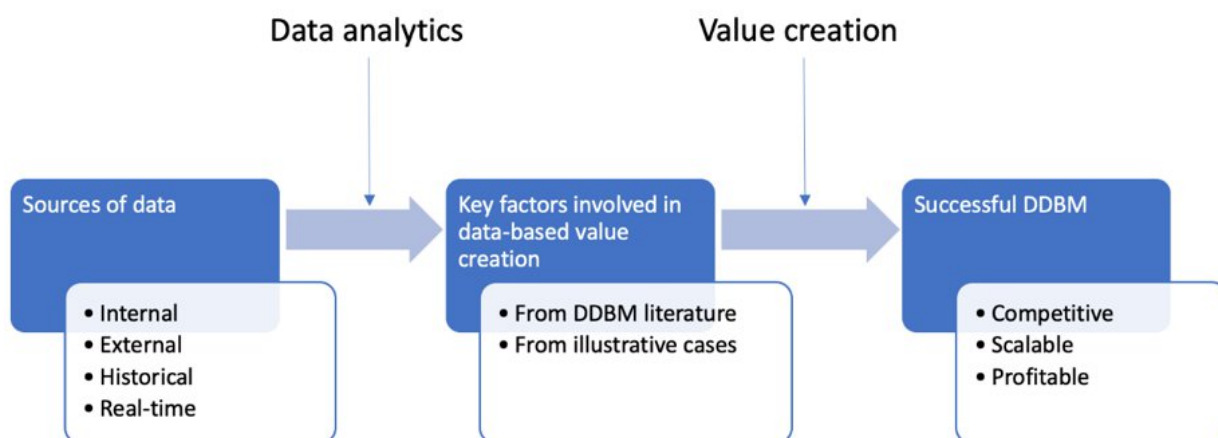 Data analytics
Value creation
Sources of data
• Internal
• External
• Historical
• Real-time
Key factors involved in
data-based value
creation
• From DDBM literature
• From illustrative cases
Successful DDBM
• Competitive
• Scalable
• Profitable